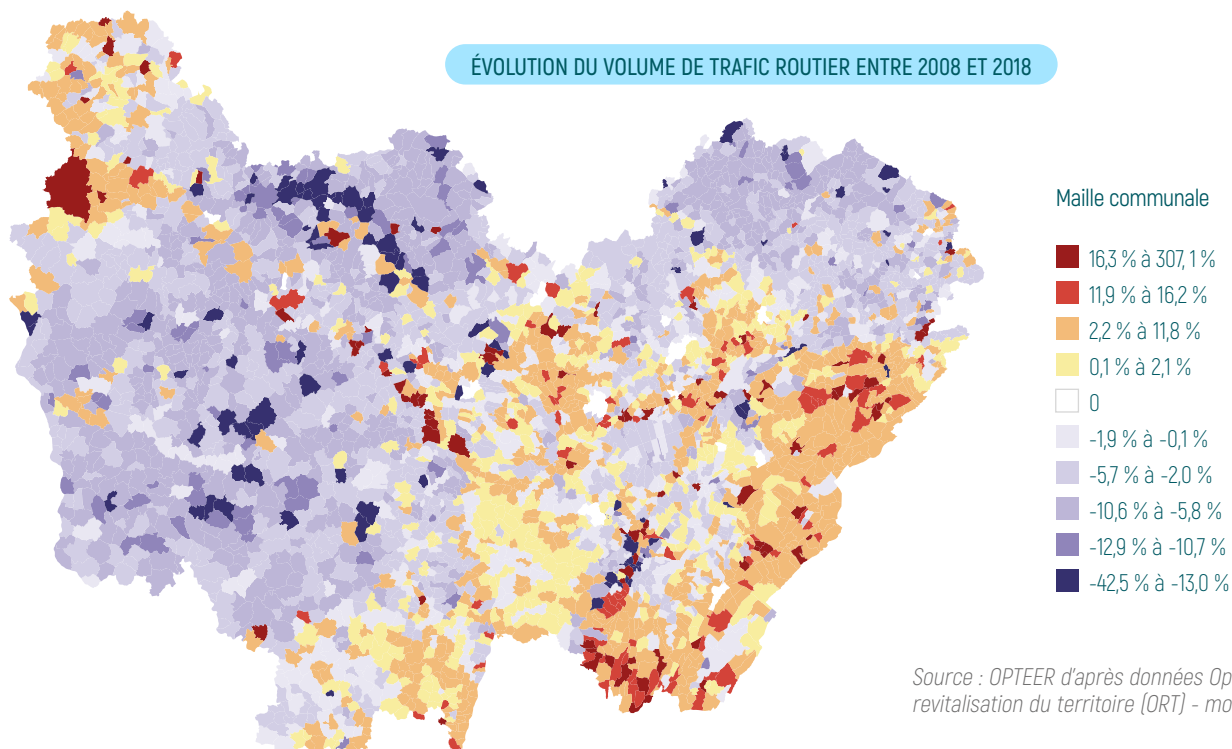 ÉVOLUTION DU VOLUME DE TRAFIC ROUTIER ENTRE 2008 ET 2018
Maille communale
16,3 % à 307, 1 %
11,9 % à 16,2 %
2,2 % à 11,8 %
0,1 % à 2,1 %
0
-1,9 % à -0,1 %
-5,7 % à -2,0 %
-10,6 % à -5,8 %
-12,9 % à -10,7 %
-42,5 % à -13,0 %
Source : OPTEER d'après données Op
revitalisation du territoire (ORT) - mo